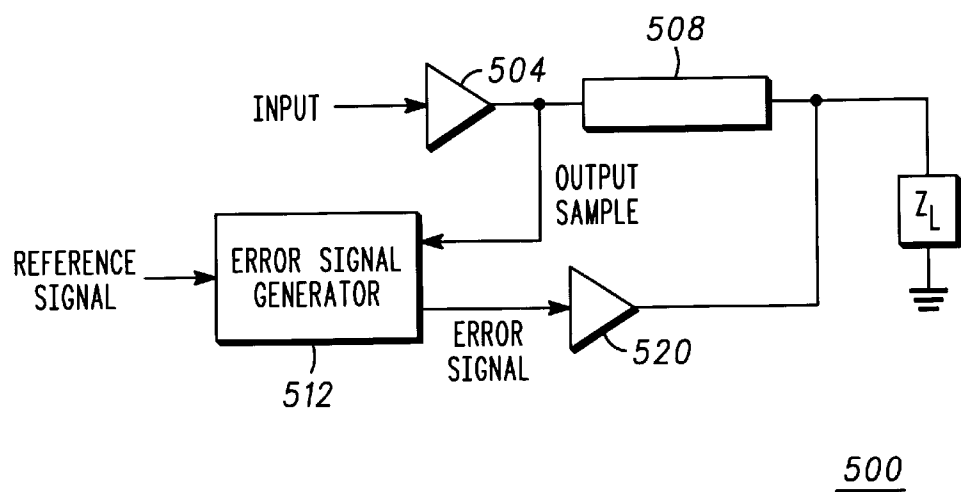 508
504
INPUT
OUTPUT
SAMPLE
Z_L
REFERENCE
SIGNAL
ERROR SIGNAL
GENERATOR
ERROR
SIGNAL
520
512
500